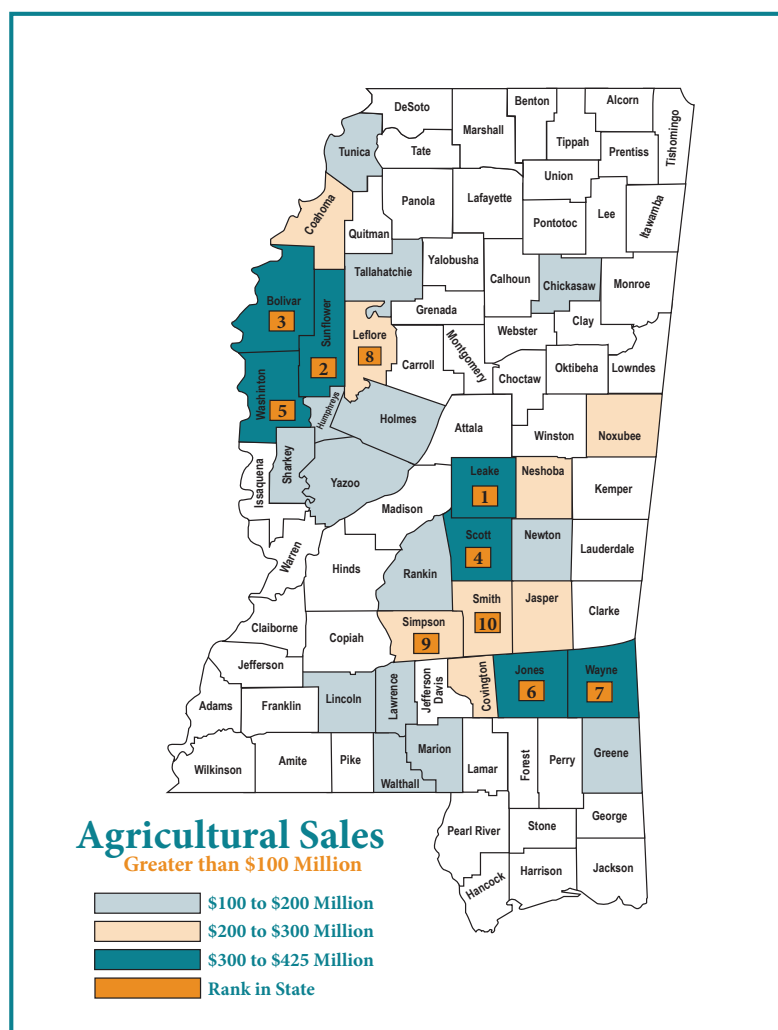 DeSoto
Benton
Alcorn
Marshall
Tippah
Tishomingo
Tunica
Tate
Prentiss
Union
Panola
Lafayette
Coahoma
Quitman
Pontotoc
Lee
Itawamba
Yalobusha
Tallahatchie
Calhoun
Chickasaw
Monroe
Bolivar
3
Sunflower
2
Grenada
Leflore
8
Webster
Clay
Carroll
Montgomery
Choctaw
Oktibeha
Lowndes
Washinton
5
Humphreys
Holmes
Attala
Winston
Noxubee
Sharkey
Issaquena
Yazoo
Leake
1
Neshoba
Kemper
Madison
Scott
4
Newton
Lauderdale
Warren
Hinds
Rankin
Smith
10
Jasper
Clarke
Simpson
9
Claiborne
Copiah
Jefferson
Covington
Jones
6
Wayne
7
Jefferson
Davis
Lawrence
Lincoln
Adams
Franklin
Marion
Greene
Forest
Perry
Lamar
Wilkinson
Amite
Pike
Walthall
George
Pearl River
Stone
Hancock
Harrison
Jackson
Agricultural Sales
Greater than $100 Million
$100 to $200 Million
$200 to $300 Million
$300 to $425 Million
Rank in State